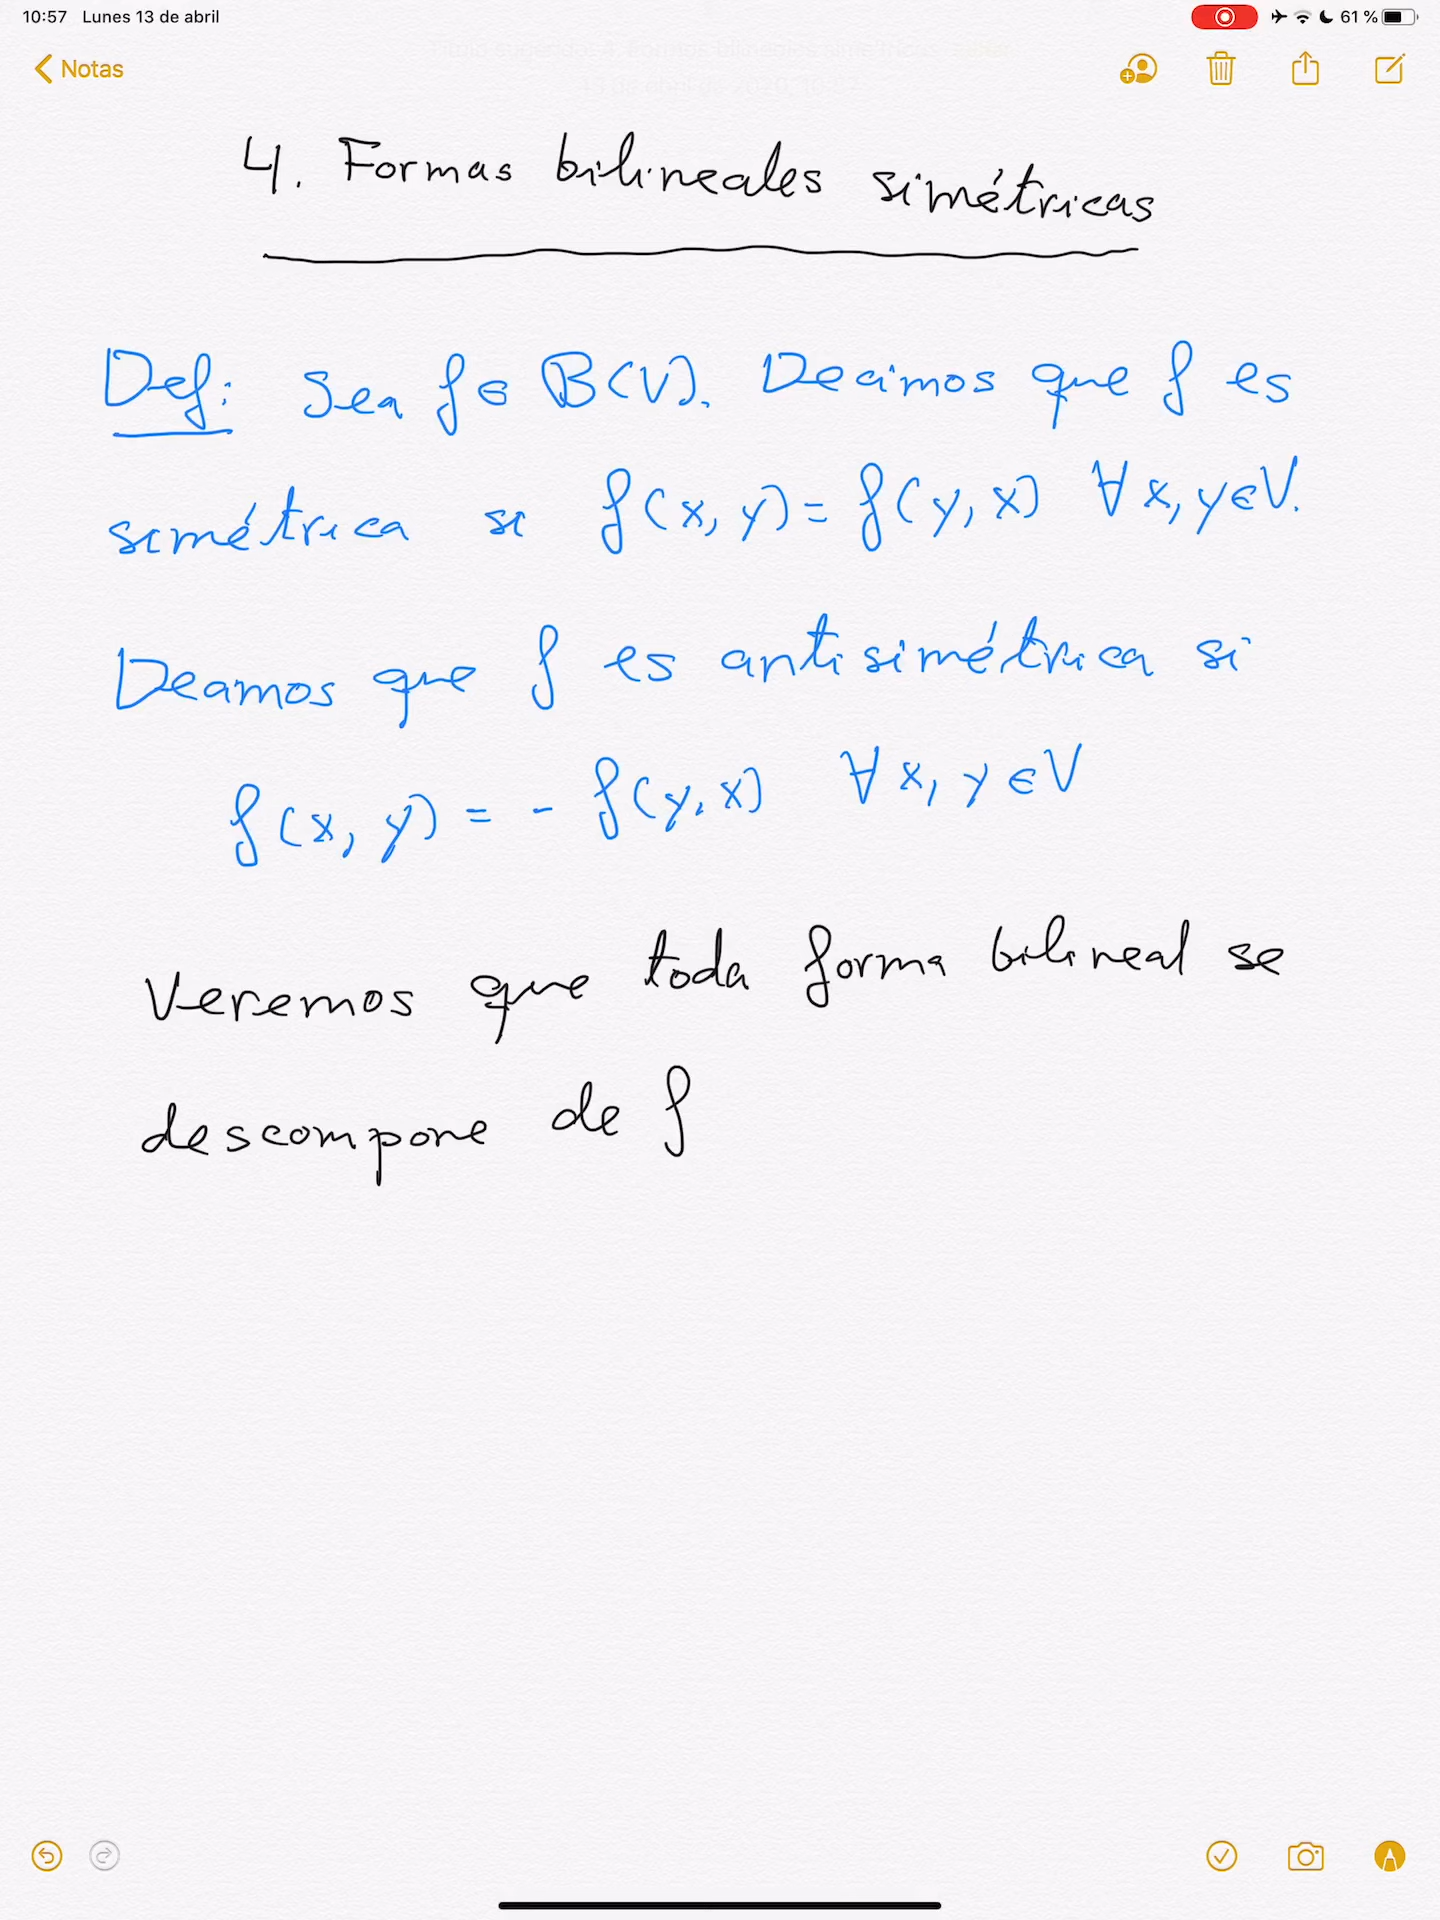 10:57 Lunes 13 de abril 61 %
Notas
4. Formas bilineales simétricas
Def: Sea f ∈ B(V). Decimos que f es
simétrica si f(x, y) = f(y, x) ∀ x, y ∈ V.
Decimos que f es antisimétrica si
f(x, y) = - f(y, x) ∀ x, y ∈ V
Veremos que toda forma bilineal se
descompone de f